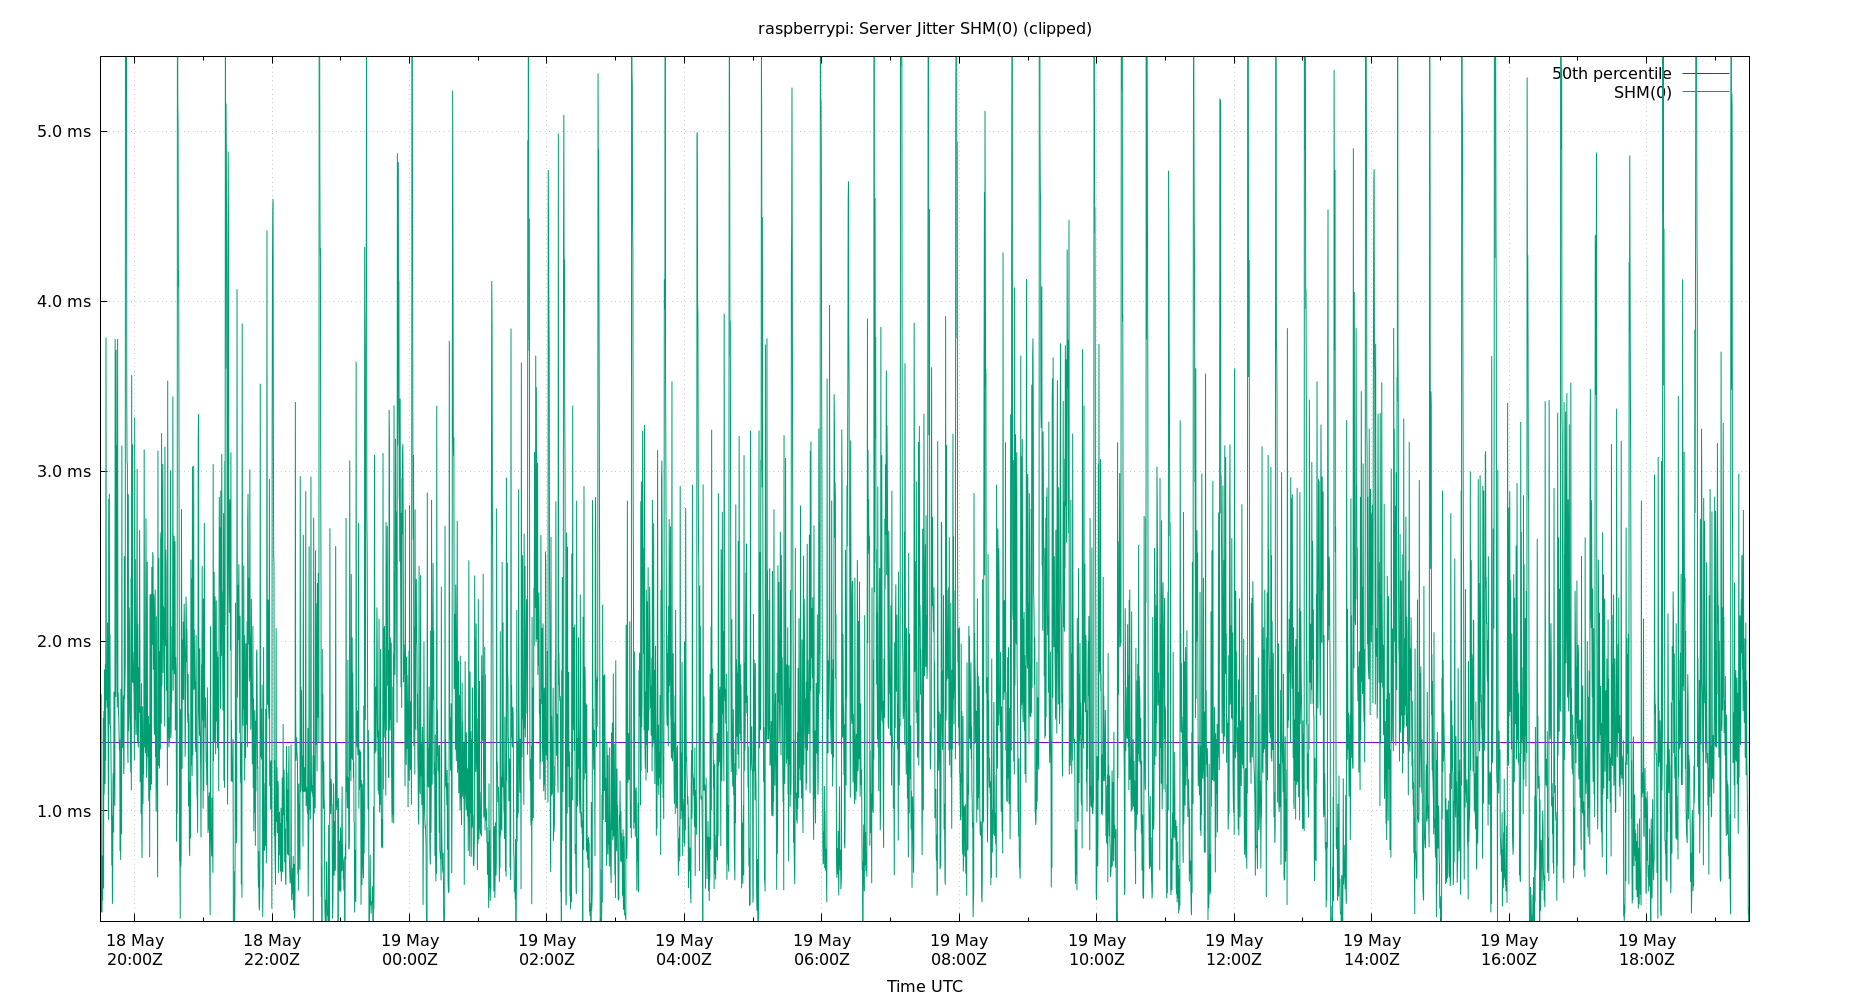 raspberrypi: Server Jitter SHM(0) (clipped)
50th percentile
SHM(0)
5.0 ms
4.0 ms
3.0 ms
2.0 ms
1.0 ms
18 May 18 May 19 May 19 May 19 May 19 May 19 May 19 May 19 May 19 May 19 May 19 May
20:00Z 22:00Z 00:00Z 02:00Z 04:00Z 06:00Z 08:00Z 10:00Z 12:00Z 14:00Z 16:00Z 18:00Z
Time UTC